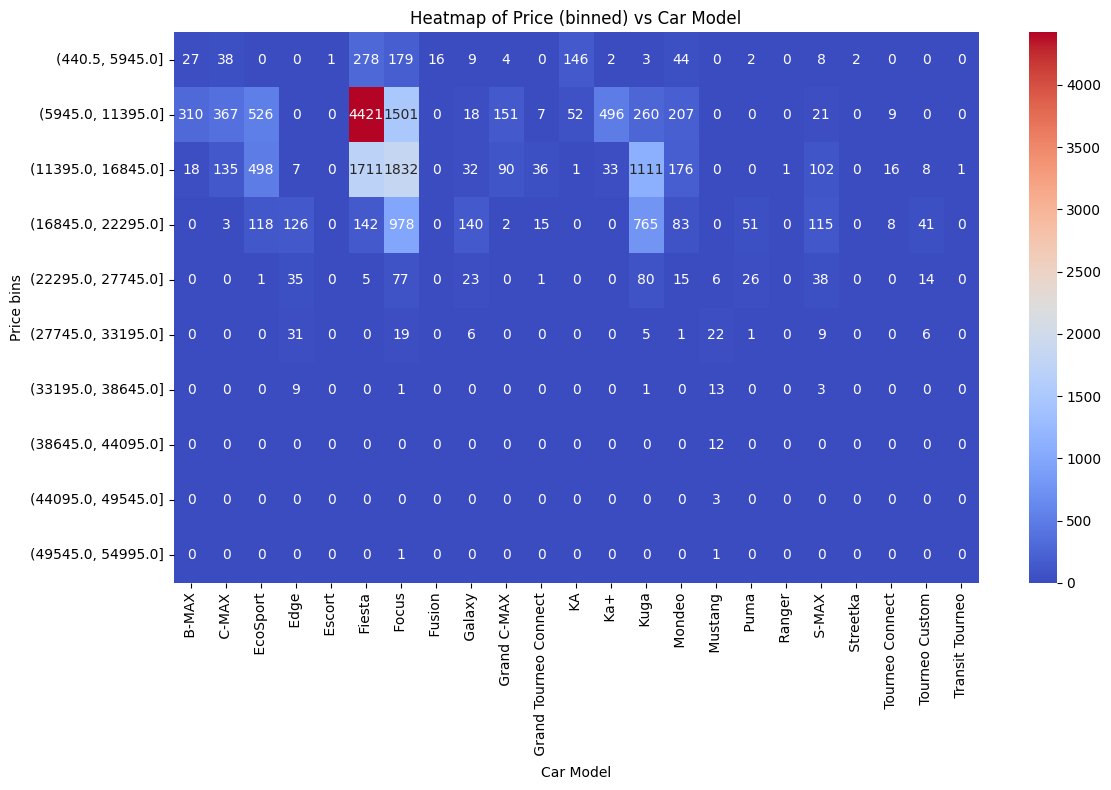 Heatmap of Price (binned) vs Car Model
Price bins
(440.5, 5945.0] 27 38 0 0 1 278 179 16 9 4 0 146 2 3 44 0 2 0 8 2 0 0 0
(5945.0, 11395.0] 310 367 526 0 0 4421 1501 0 18 151 7 52 496 260 207 0 0 0 21 0 9 0 0
(11395.0, 16845.0] 18 135 498 7 0 1711 1832 0 32 90 36 1 33 1111 176 0 0 1 102 0 16 8 1
(16845.0, 22295.0] 0 3 118 126 0 142 978 0 140 2 15 0 0 765 83 0 51 0 115 0 8 41 0
(22295.0, 27745.0] 0 0 1 35 0 5 77 0 23 0 1 0 0 80 15 6 26 0 38 0 0 14 0
(27745.0, 33195.0] 0 0 0 31 0 0 19 0 6 0 0 0 0 5 1 22 1 0 9 0 0 6 0
(33195.0, 38645.0] 0 0 0 9 0 0 1 0 0 0 0 0 0 1 0 13 0 0 3 0 0 0 0
(38645.0, 44095.0] 0 0 0 0 0 0 0 0 0 0 0 0 0 0 0 12 0 0 0 0 0 0 0
(44095.0, 49545.0] 0 0 0 0 0 0 0 0 0 0 0 0 0 0 0 3 0 0 0 0 0 0 0
(49545.0, 54995.0] 0 0 0 0 0 0 1 0 0 0 0 0 0 0 0 1 0 0 0 0 0 0 0
B-MAX
C-MAX
EcoSport
Edge
Escort
Fiesta
Focus
Fusion
Galaxy
Grand C-MAX
Grand Tourneo Connect
KA
Ka+
Kuga
Mondeo
Mustang
Puma
Ranger
S-MAX
Streetka
Tourneo Connect
Tourneo Custom
Transit Tourneo
Car Model
4000
3500
3000
2500
2000
1500
1000
500
0